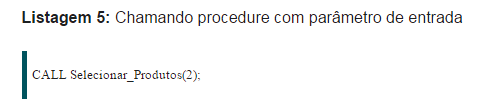 Listagem 5: Chamando procedure com parâmetro de entrada
CALL Selecionar_Produtos(2);